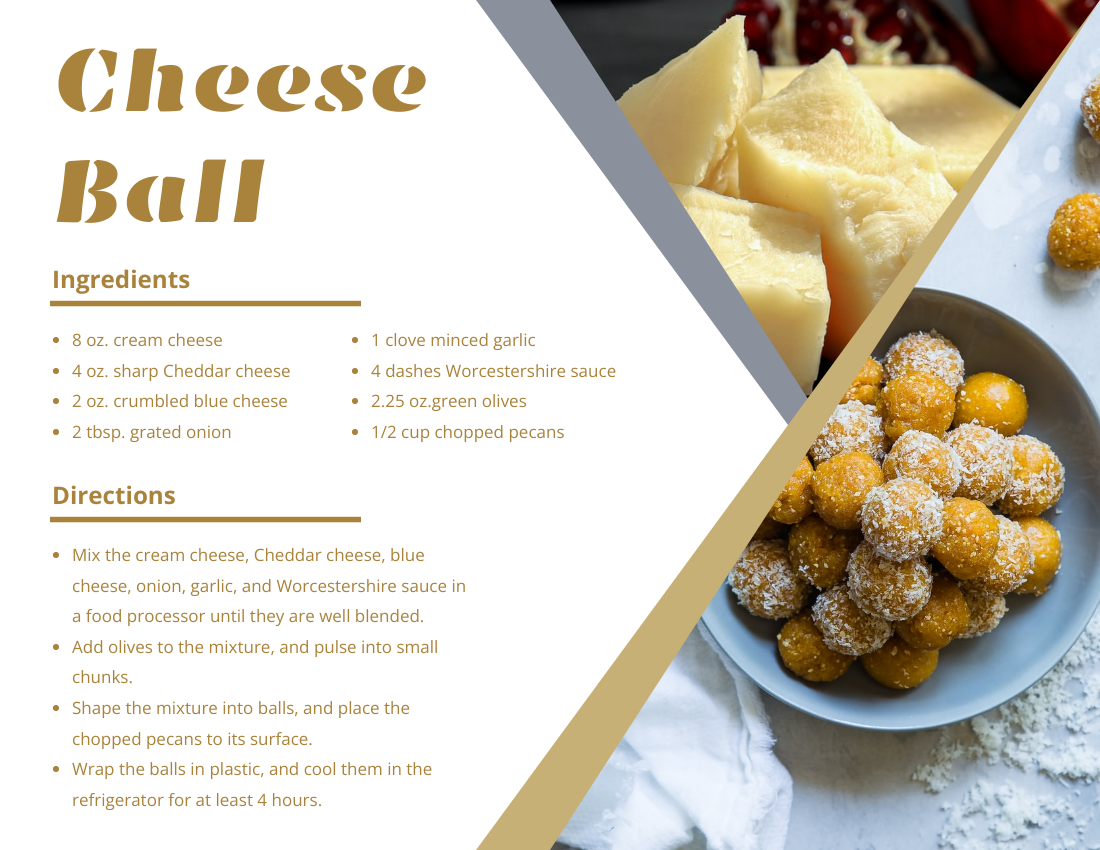 Cheese
Ball
Ingredients
• 8 oz. cream cheese
• 4 oz. sharp Cheddar cheese
• 2 oz. crumbled blue cheese
• 2 tbsp. grated onion
• 1 clove minced garlic
• 4 dashes Worcestershire sauce
• 2.25 oz.green olives
• 1/2 cup chopped pecans
Directions
• Mix the cream cheese, Cheddar cheese, blue
cheese, onion, garlic, and Worcestershire sauce in
a food processor until they are well blended.
• Add olives to the mixture, and pulse into small
chunks.
• Shape the mixture into balls, and place the
chopped pecans to its surface.
• Wrap the balls in plastic, and cool them in the
refrigerator for at least 4 hours.